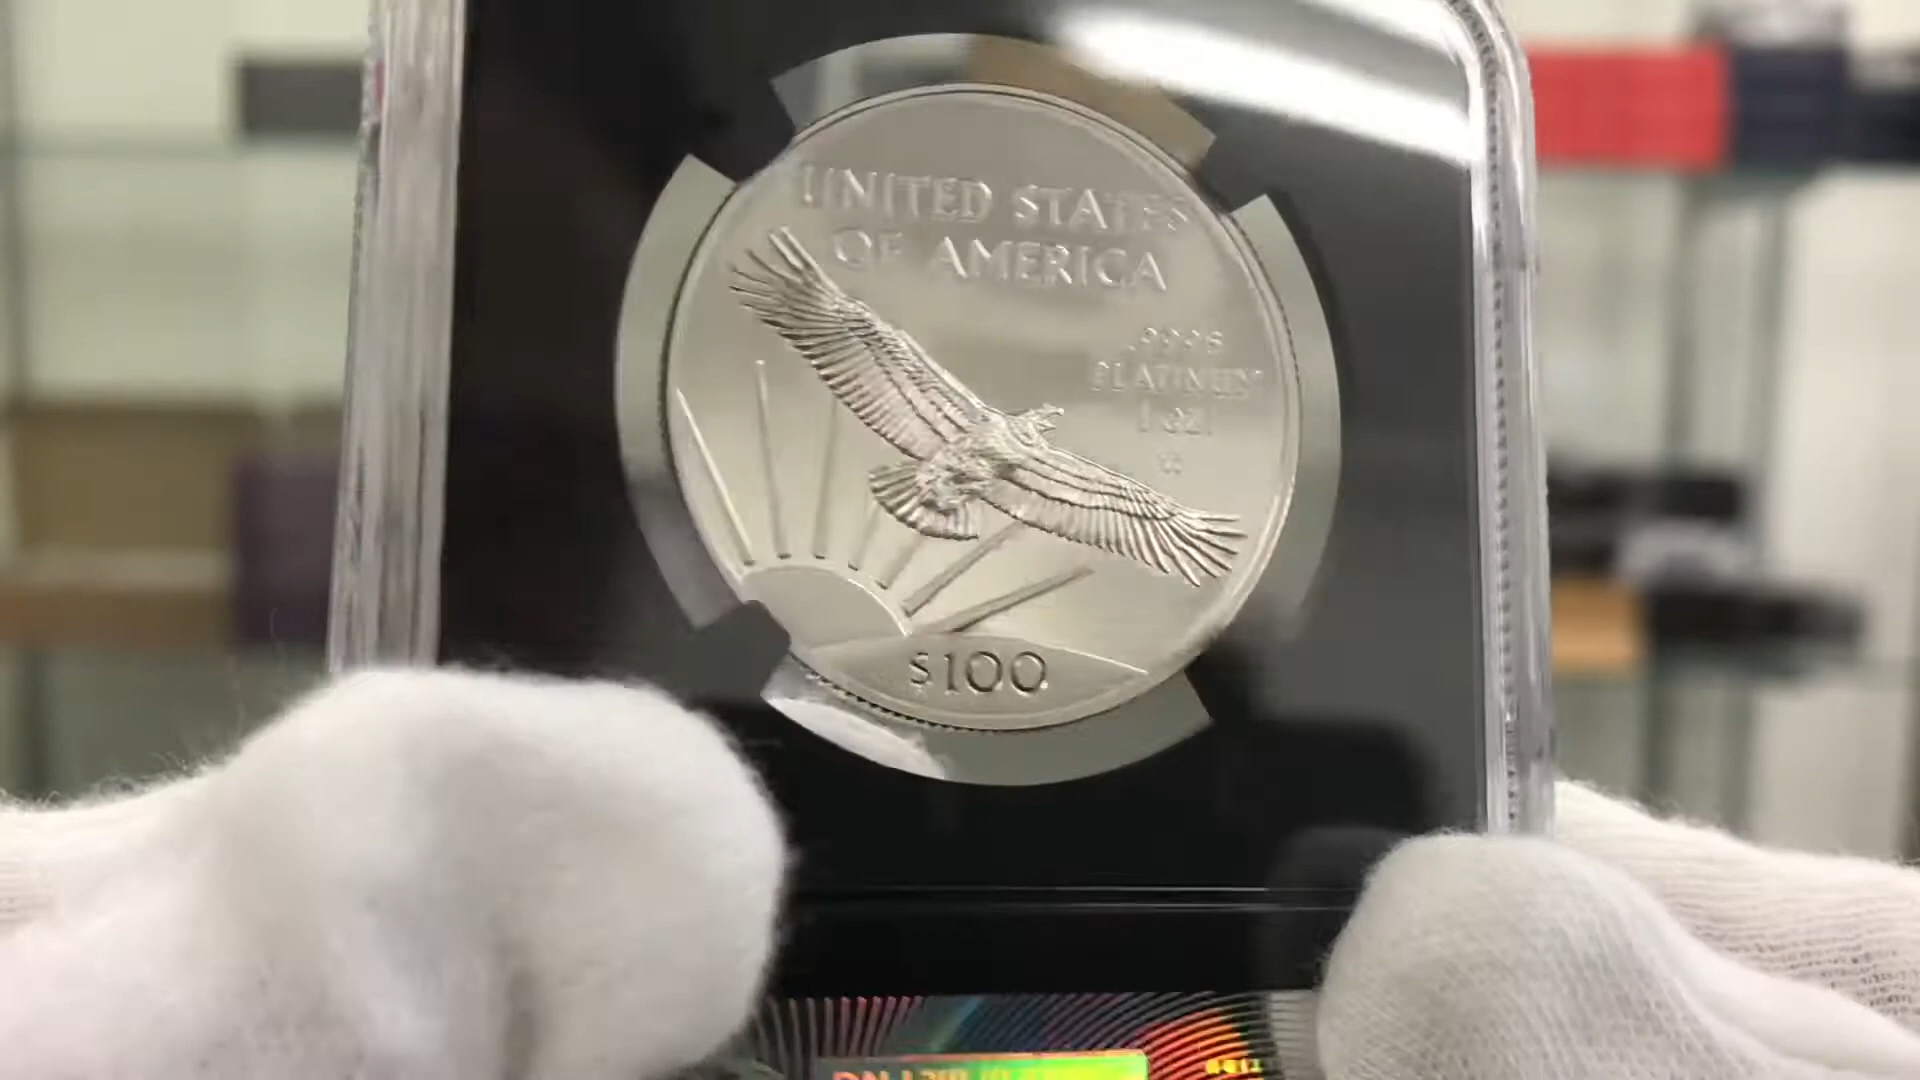 UNITED STATES
OF AMERICA
.9995
PLATINUM
1 OZ.
W
$100